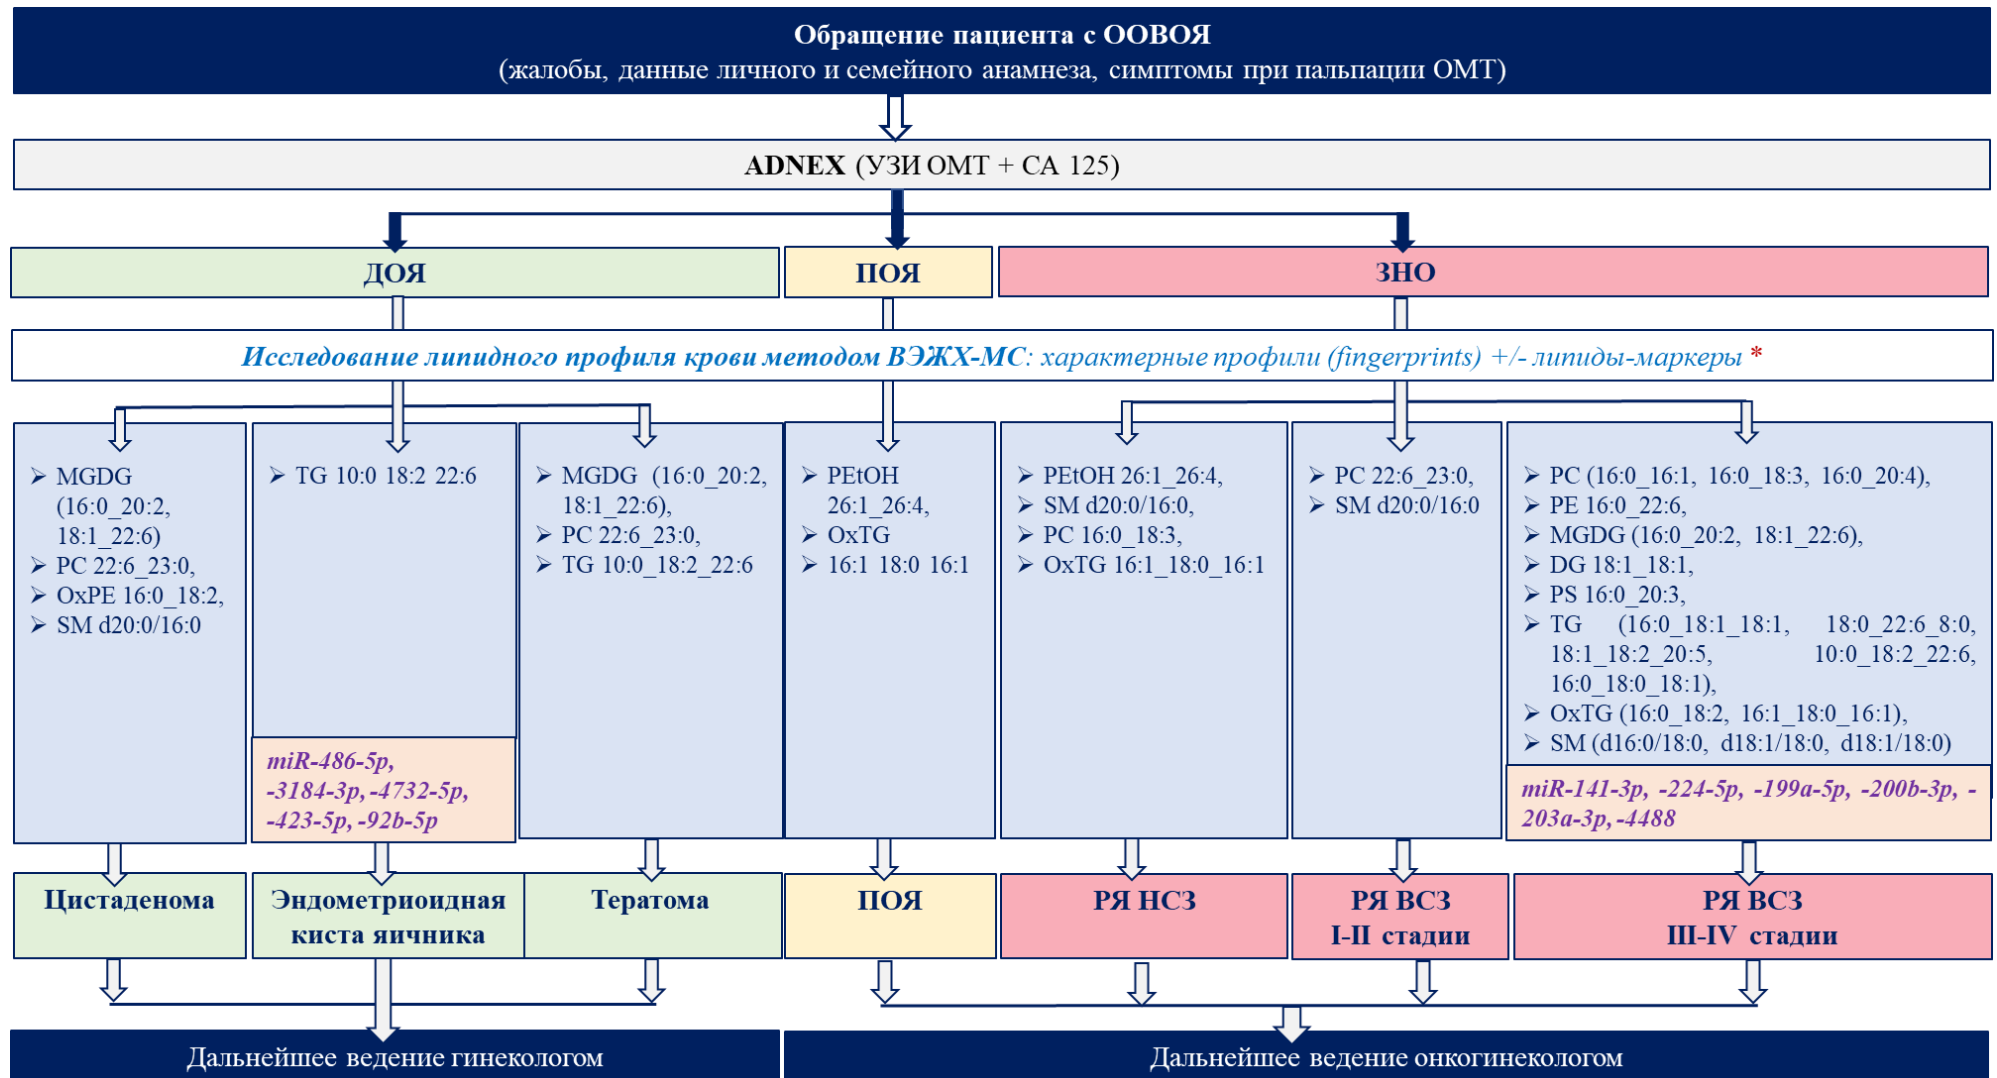 Обращение пациента с ООВОЯ
(жалобы, данные личного и семейного анамнеза, симптомы при пальпации ОМТ)
ADNEX (УЗИ ОМТ + СА 125)
ДОЯ
ПОЯ
ЗНО
Исследование липидного профиля крови методом ВЭЖХ-МС: характерные профили (fingerprints) +/- липиды-маркеры *
➢ MGDG
(16:0_20:2,
18:1_22:6)
➢ PC 22:6_23:0,
➢ OxPE 16:0_18:2,
➢ SM d20:0/16:0
➢ TG 10:0 18:2 22:6
miR-486-5p,
-3184-3p, -4732-5p,
-423-5p, -92b-5p
➢ MGDG (16:0_20:2,
18:1_22:6),
➢ PC 22:6_23:0,
➢ TG 10:0_18:2_22:6
➢ PEtOH
26:1_26:4,
➢ OxTG
➢ 16:1 18:0 16:1
➢ PEtOH 26:1_26:4,
➢ SM d20:0/16:0,
➢ PC 16:0_18:3,
➢ OxTG 16:1_18:0_16:1
➢ PC 22:6_23:0,
➢ SM d20:0/16:0
➢ PC (16:0_16:1, 16:0_18:3, 16:0_20:4),
➢ PE 16:0_22:6,
➢ MGDG (16:0_20:2, 18:1_22:6),
➢ DG 18:1_18:1,
➢ PS 16:0_20:3,
➢ TG (16:0_18:1_18:1, 18:0_22:6_8:0,
18:1_18:2_20:5, 10:0_18:2_22:6,
16:0_18:0_18:1),
➢ OxTG (16:0_18:2, 16:1_18:0_16:1),
➢ SM (d16:0/18:0, d18:1/18:0, d18:1/18:0)
miR-141-3p, -224-5p, -199a-5p, -200b-3p, -
203a-3p, -4488
Цистаденома
Эндометриоидная
киста яичника
Тератома
ПОЯ
РЯ НСЗ
РЯ ВСЗ
I-II стадии
РЯ ВСЗ
III-IV стадии
Дальнейшее ведение гинекологом
Дальнейшее ведение онкогинекологом